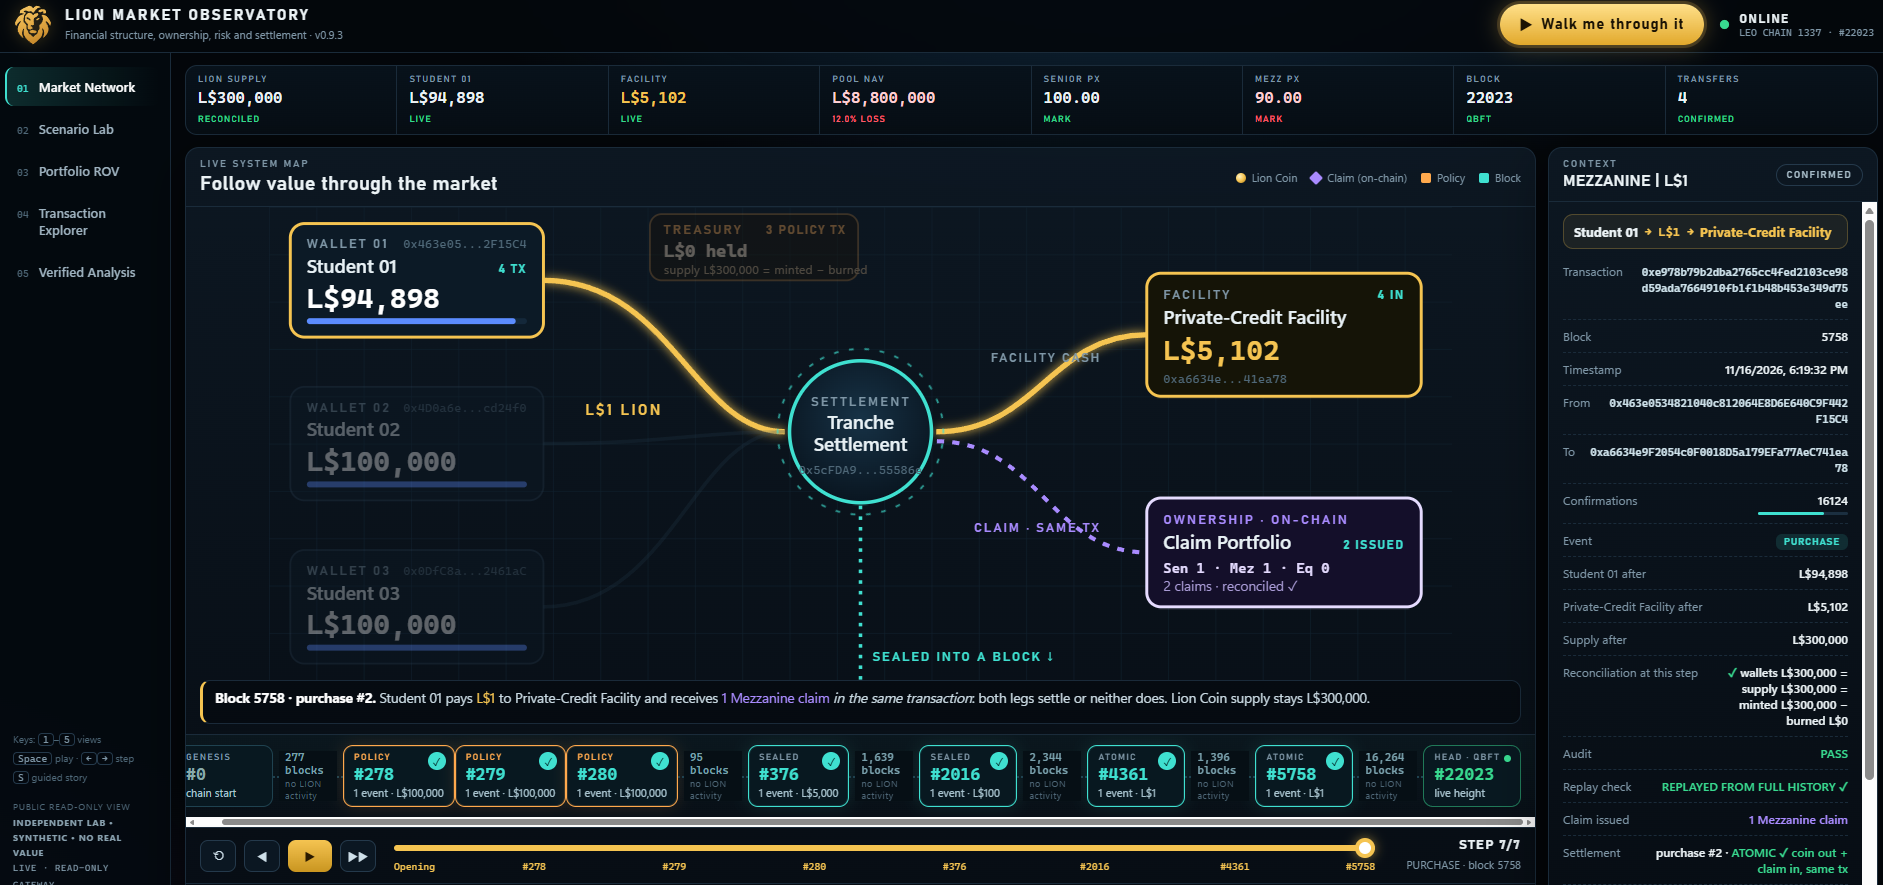 LION MARKET OBSERVATORY
Financial structure, ownership, risk and settlement · v0.9.3
▶ Walk me through it
ONLINE
LEO CHAIN 1337 · #22023
01 Market Network
02 Scenario Lab
03 Portfolio ROV
04 Transaction
Explorer
05 Verified Analysis
Keys: 1 – 5 views
Space play · ← → step
S guided story
PUBLIC READ-ONLY VIEW
INDEPENDENT LAB •
SYNTHETIC • NO REAL
VALUE
LIVE · READ-ONLY
GATEWAY
LION SUPPLY
L$300,000
RECONCILED
STUDENT 01
L$94,898
LIVE
FACILITY
L$5,102
LIVE
POOL NAV
L$8,800,000
12.0% LOSS
SENIOR PX
100.00
MARK
MEZZ PX
90.00
MARK
BLOCK
22023
QBFT
TRANSFERS
4
CONFIRMED
LIVE SYSTEM MAP
Follow value through the market
Lion Coin
Claim (on-chain)
Policy
Block
WALLET 01 0x463e05...2F15C4
Student 01 4 TX
L$94,898
TREASURY 3 POLICY TX
L$0 held
supply L$300,000 = minted − burned
WALLET 02 0x4D8a6e...cd24f0
Student 02
L$100,000
WALLET 03 0x0DfC8a...2461aC
Student 03
L$100,000
L$1 LION
SETTLEMENT
Tranche
Settlement
0x5cFDA9...55586
FACILITY CASH
FACILITY 4 IN
Private-Credit Facility
L$5,102
0xa6634e...41ea78
CLAIM · SAME TX
OWNERSHIP · ON-CHAIN
Claim Portfolio 2 ISSUED
Sen 1 · Mez 1 · Eq 0
2 claims · reconciled ✓
SEALED INTO A BLOCK ↓
Block 5758 · purchase #2. Student 01 pays L$1 to Private-Credit Facility and receives 1 Mezzanine claim in the same transaction: both legs settle or neither does. Lion Coin supply stays L$300,000.
GENESIS
#0
chain start
277
blocks
no LION
activity
POLICY
#278
1 event · L$100,000
POLICY
#279
1 event · L$100,000
POLICY
#280
1 event · L$100,000
95
blocks
no LION
activity
SEALED
#376
1 event · L$5,000
1,639
blocks
no LION
activity
SEALED
#2016
1 event · L$100
2,344
blocks
no LION
activity
ATOMIC
#4361
1 event · L$1
1,396
blocks
no LION
activity
ATOMIC
#5758
1 event · L$1
16,264
blocks
no LION
activity
HEAD · QBFT
#22023
live height
Opening #278 #279 #280 #376 #2016 #4361 #5758
STEP 7/7
PURCHASE · block 5758
CONTEXT
MEZZANINE | L$1
CONFIRMED
Student 01 → L$1 → Private-Credit Facility
Transaction 0xe978b79b2dba2765cc4fed2103ce98
d59ada7664910fb1f1b48b453e349d75
ee
Block 5758
Timestamp 11/16/2026, 6:19:32 PM
From 0x463e0534821040c812064E8D6E640C9F442
F15C4
To 0xa6634e9F2054c0F0018D5a179EFa77AeC741ea
78
Confirmations 16124
Event PURCHASE
Student 01 after L$94,898
Private-Credit Facility after L$5,102
Supply after L$300,000
Reconciliation at this step ✓ wallets L$300,000 =
supply L$300,000 =
minted L$300,000 −
burned L$0
Audit PASS
Replay check REPLAYED FROM FULL HISTORY ✓
Claim issued 1 Mezzanine claim
Settlement purchase #2 · ATOMIC ✓ coin out +
claim in, same tx